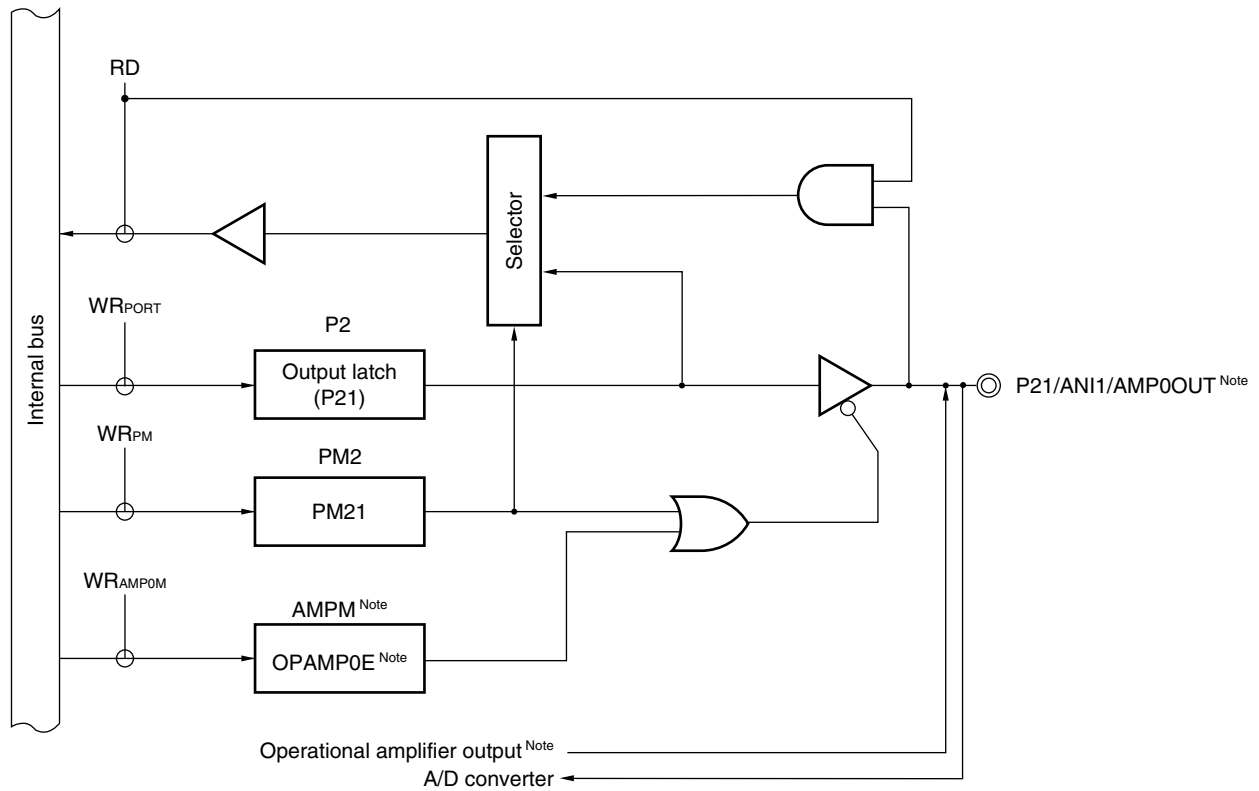 RD
Selector
Internal bus
WRPORT
P2
Output latch
(P21)
P21/ANI1/AMP0OUT Note
WRPM
PM2
PM21
WRAMP0M
AMPM Note
OPAMP0E Note
Operational amplifier output Note
A/D converter